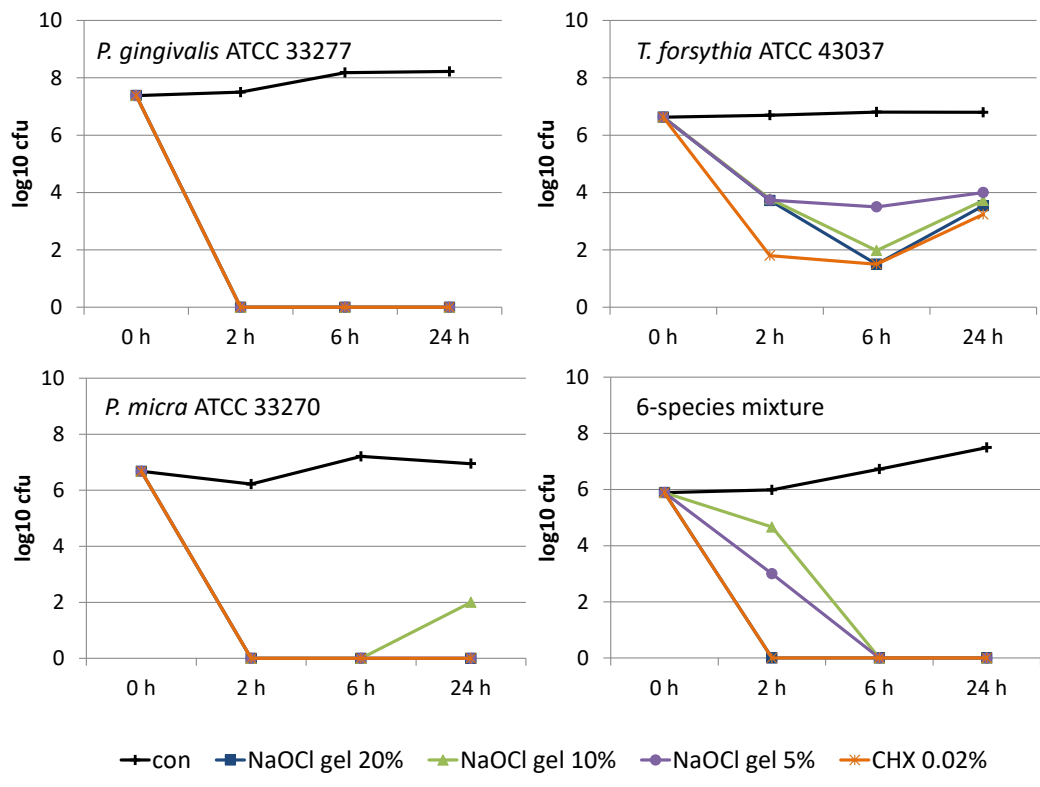 P. gingivalis ATCC 33277
log10 cfu
10
8
6
4
2
0
0 h 2 h 6 h 24 h
T. forsythia ATCC 43037
log10 cfu
10
8
6
4
2
0
0 h 2 h 6 h 24 h
P. micra ATCC 33270
log10 cfu
10
8
6
4
2
0
0 h 2 h 6 h 24 h
6-species mixture
log10 cfu
10
8
6
4
2
0
0 h 2 h 6 h 24 h
con NaOCl gel 20% NaOCl gel 10% NaOCl gel 5% CHX 0.02%